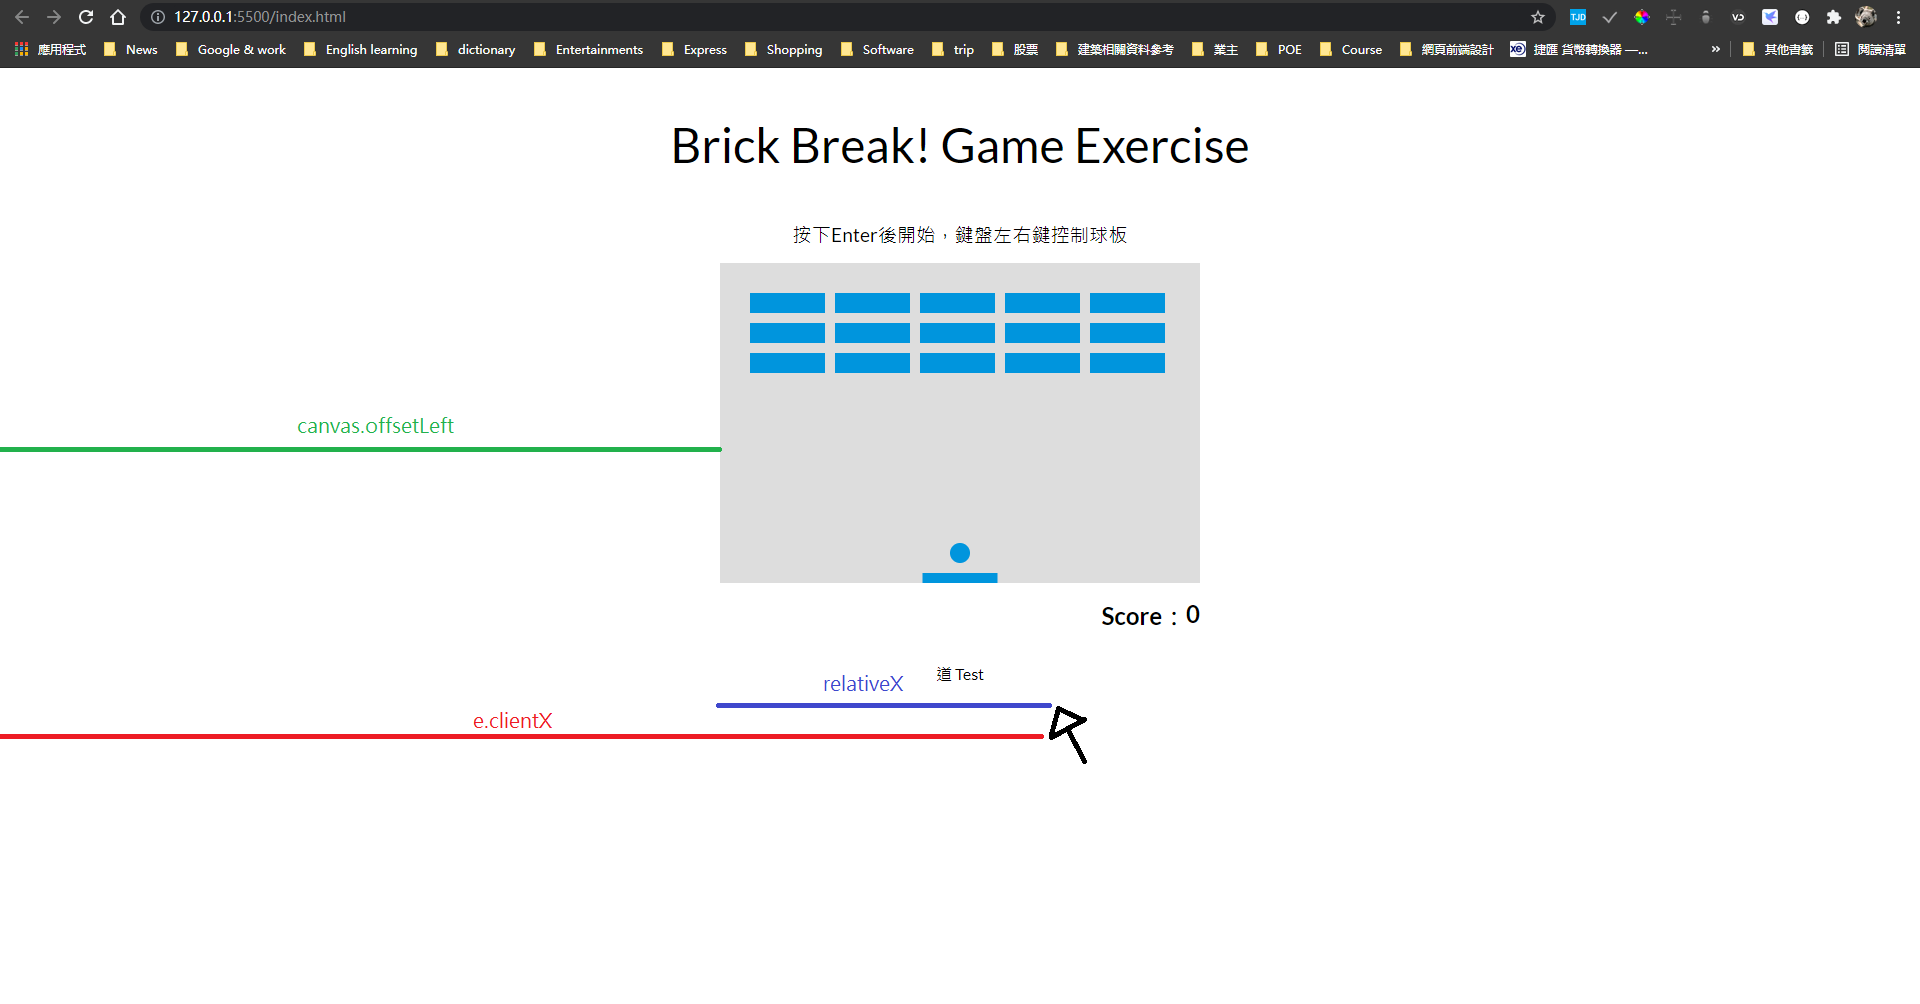 127.0.0.1:5500/index.html
TJD
應用程式 News Google & work English learning dictionary Entertainments Express Shopping Software trip 股票 建築相關資料參考 業主 POE Course 網頁前端設計 xe 捷匯 貨幣轉換器 —... » 其他書籤 閱讀清單
Brick Break! Game Exercise
按下Enter後開始，鍵盤左右鍵控制球板
canvas.offsetLeft
Score：0
道 Test
relativeX
e.clientX